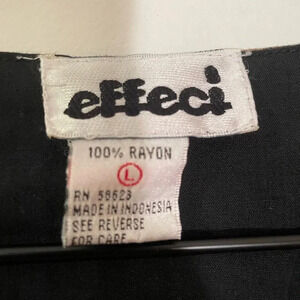 effeci
100% RAYON
L
RN 58623
MADE IN INDONESIA
SEE REVERSE
FOR CARE